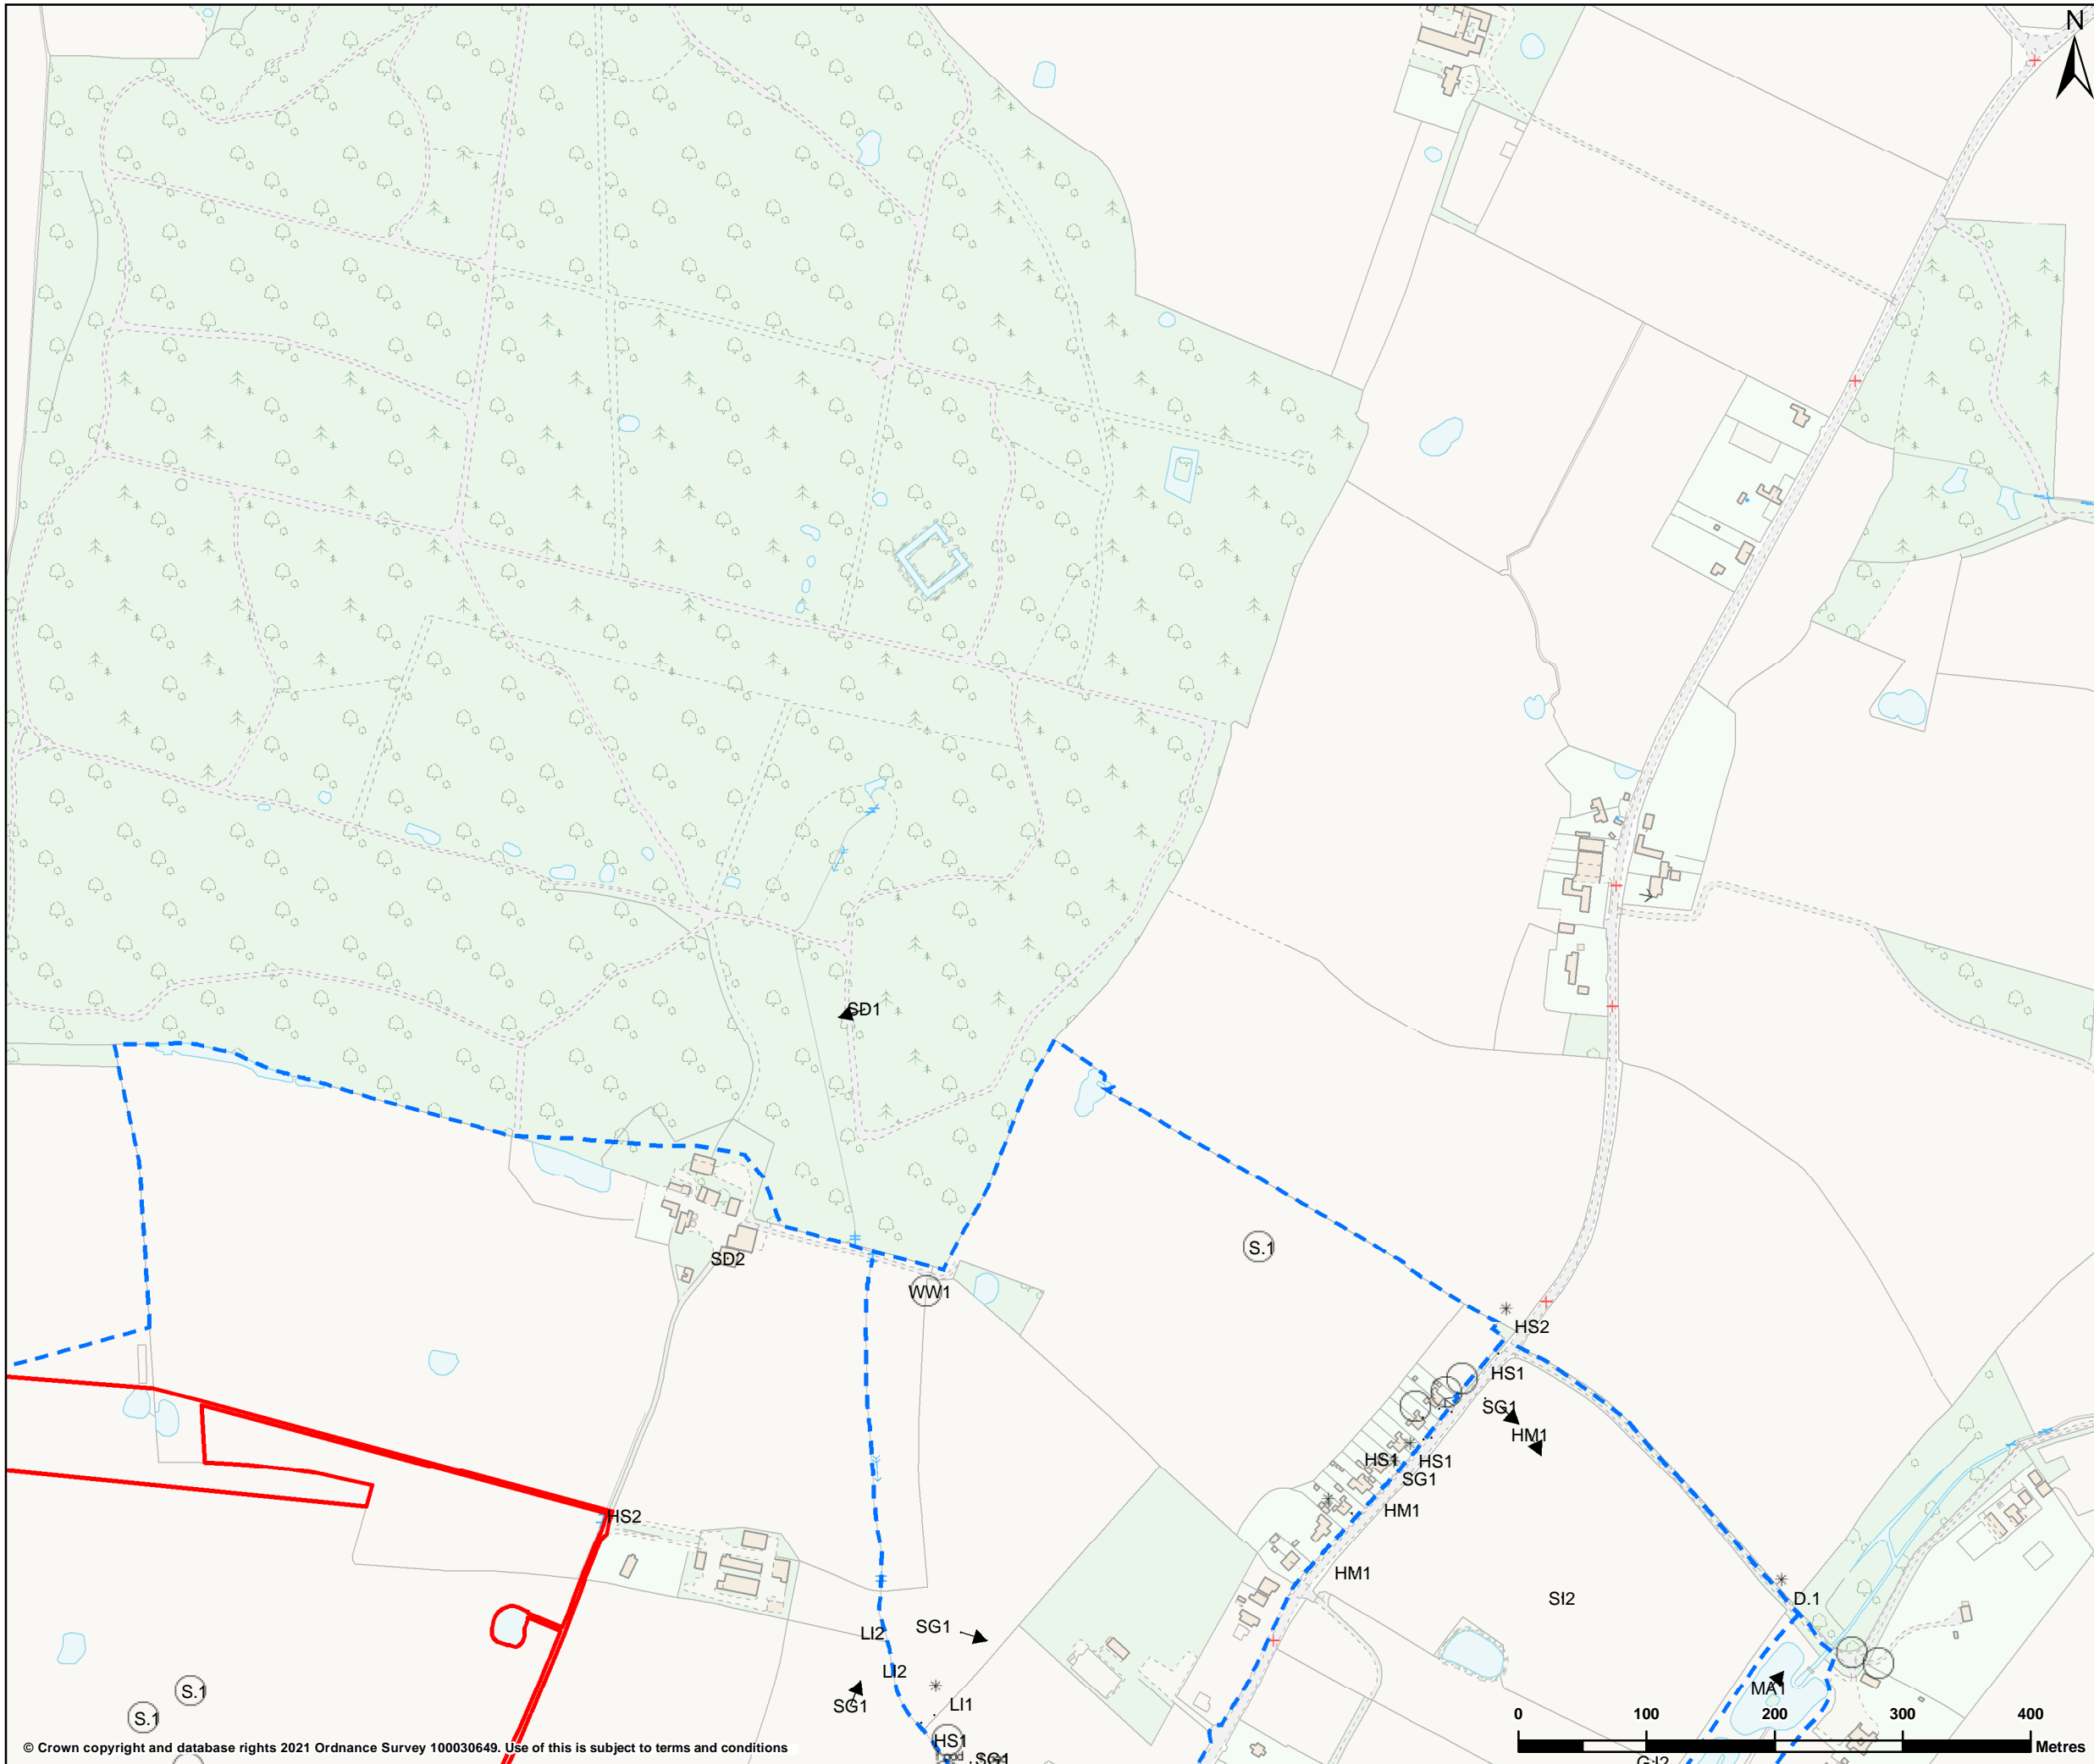 N
SD1
SD2
S.1
WW1
HS2
HS1
SG1
HM1
HS1
HS1
SG1
HM1
HS2
HM1
SI2
D.1
SG1
LI2
LI2
S.1
SG1
LI1
MA1
S.1
0 100 200 300 400
HS1
Metres
© Crown copyright and database rights 2021 Ordnance Survey 100030649. Use of this is subject to terms and conditions
SG1